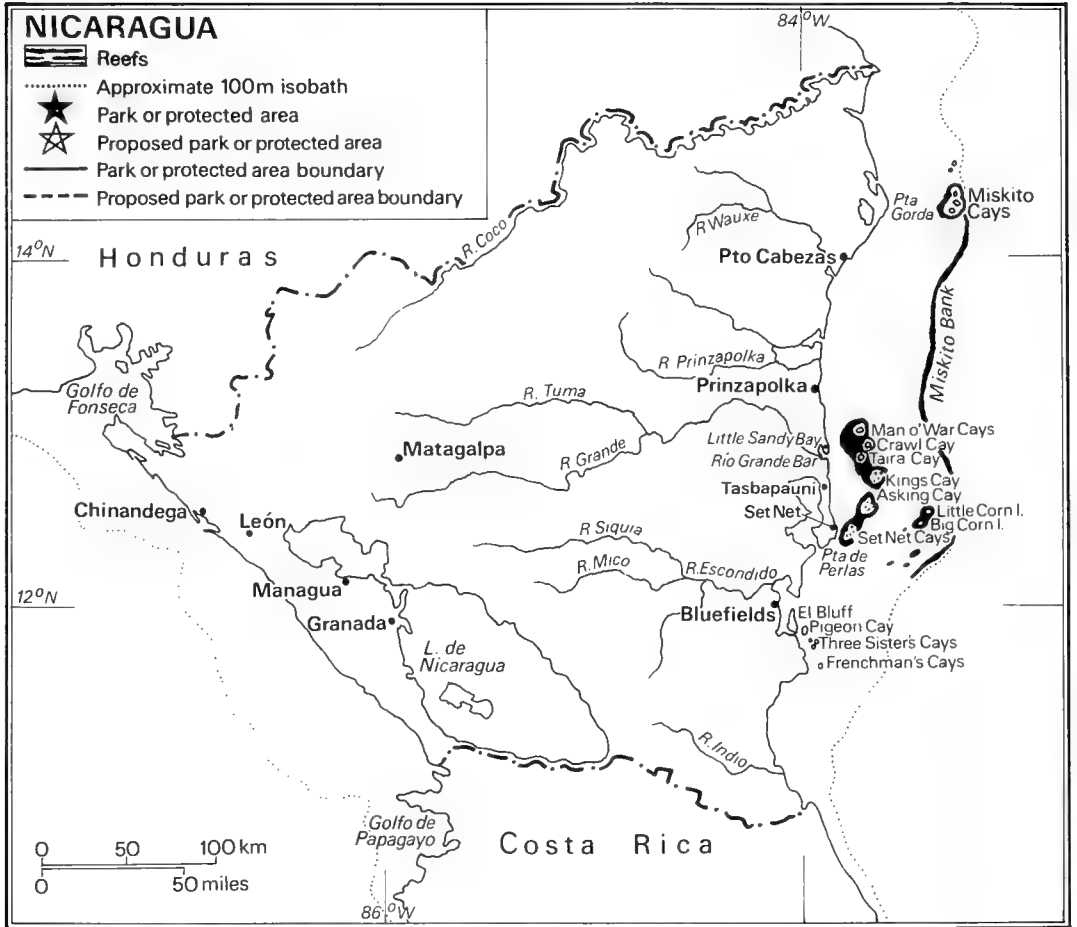 NICARAGUA
Reefs
Approximate 100m isobath
Park or protected area
Proposed park or protected area
Park or protected area boundary
Proposed park or protected area boundary
84°W
14°N
Honduras
R. Coco
R Wauxe
Pta
Gorda
Miskito
Cays
Pto Cabezas
Miskito Bank
Golfo de
Fonseca
R Prinzapolka
Prinzapolka
R. Tuma
Matagalpa
R Grande
Little Sandy Bay
Rio Grande Bar
Man o'War Cays
Crawl Cay
Taira Cay
Kings Cay
Asking Cay
Tasbapauni
Set Net
Set Net Cays
Little Corn I.
Big Corn I.
Pta de
Perlas
Chinandega
León
R Siquia
R. Mico
R. Escondido
Managua
12°N
Granada
Bluefields
El Bluff
Pigeon Cay
Three Sisters Cays
Frenchman's Cays
L. de
Nicaragua
R. Indio
Golfo de
Papagayo
Costa Rica
0 50 100 km
0 50 miles
86°W